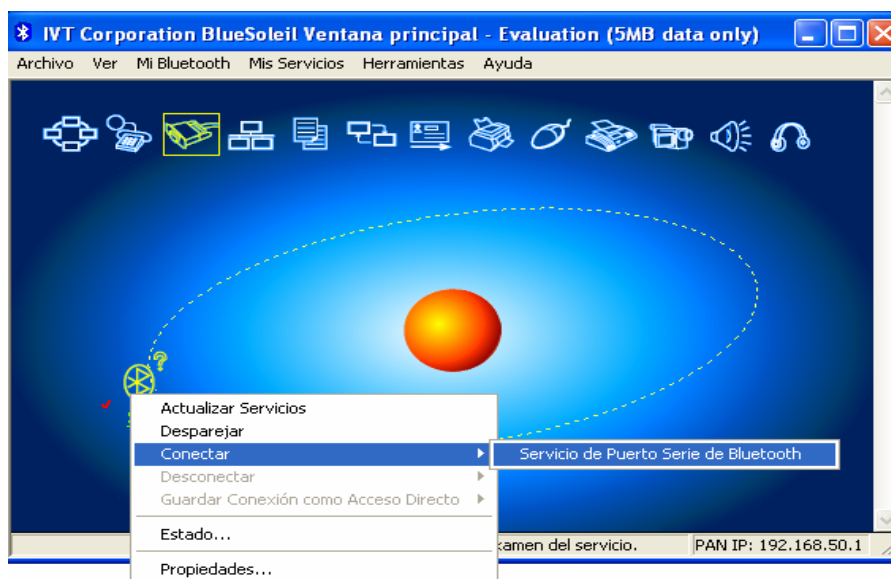 IVT Corporation BlueSoleil Ventana principal - Evaluation (5MB data only)
Archivo Ver Mi Bluetooth Mis Servicios Herramientas Ayuda
?
Actualizar Servicios
Desparejar
Conectar
Servicio de Puerto Serie de Bluetooth
Desconectar
Guardar Conexión como Acceso Directo
Estado...
amen del servicio. PAN IP: 192.168.50.1
Propiedades...